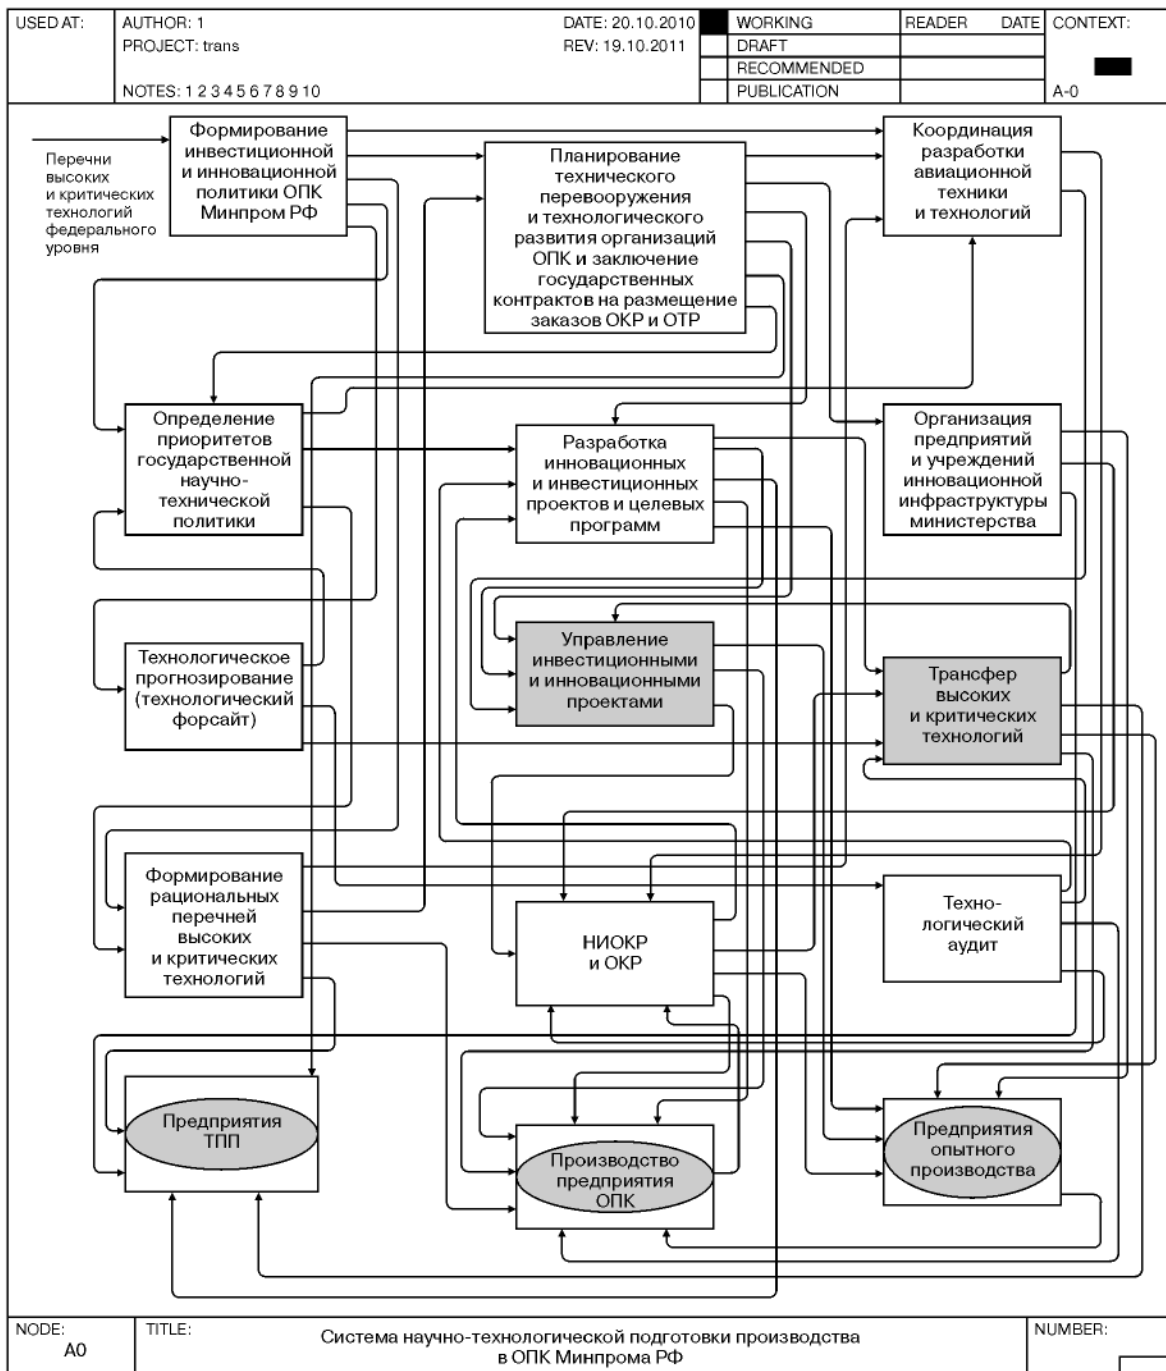 USED AT:
AUTHOR: 1
DATE: 20.10.2010
WORKING
READER
DATE
CONTEXT:
PROJECT: trans
REV: 19.10.2011
DRAFT
RECOMMENDED
NOTES: 1 2 3 4 5 6 7 8 9 10
PUBLICATION
A-0
Перечни
высоких
и критических
технологий
федерального
уровня
Формирование
инвестиционной
и инновационной
политики ОПК
Минпром РФ
Планирование
технического
перевооружения
и технологического
развития организаций
ОПК и заключение
государственных
контрактов на размещение
заказов ОКР и ОТР
Координация
разработки
авиационной
техники
и технологий
Определение
приоритетов
государственной
научно-
технической
политики
Разработка
инновационных
и инвестиционных
проектов и целевых
программ
Организация
предприятий
и учреждений
инновационной
инфраструктуры
министерства
Технологическое
прогнозирование
(технологический
форсайт)
Управление
инвестиционными
и инновационными
проектами
Трансфер
высоких
и критических
технологий
Формирование
рациональных
перечней
высоких
и критических
технологий
НИОКР
и ОКР
Техно-
логический
аудит
Предприятия
ТПП
Производство
предприятия
ОПК
Предприятия
опытного
производства
NODE:
A0
TITLE:
Система научно-технологической подготовки производства
в ОПК Минпрома РФ
NUMBER: